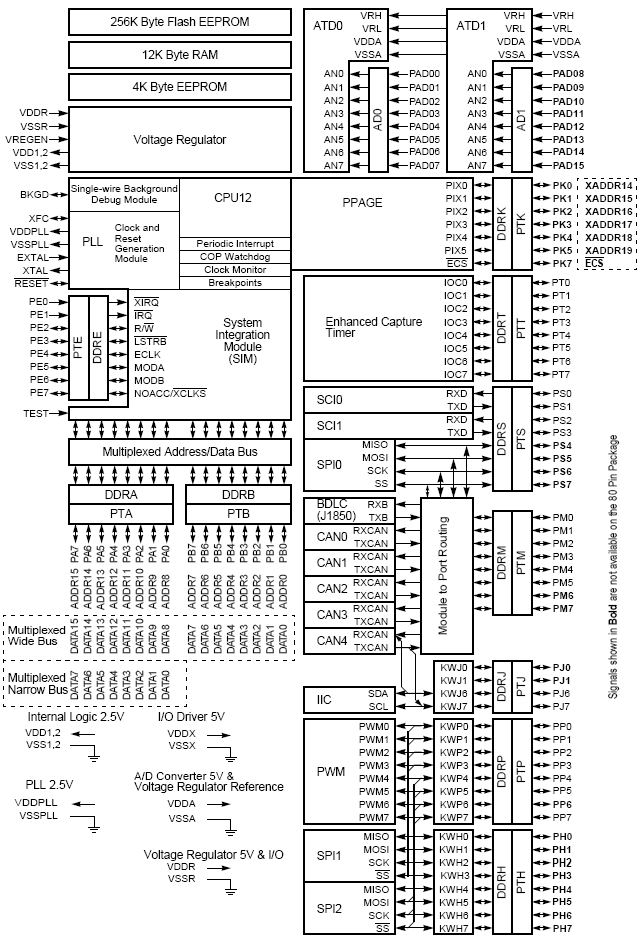 256K Byte Flash EEPROM
12K Byte RAM
4K Byte EEPROM
VDDR
VSSR
VREGEN
VDD1,2
VSS1,2
Voltage Regulator
ATD0
VRH
VRL
VDDA
VSSA
AN0
AN1
AN2
AN3
AN4
AN5
AN6
AN7
AD0
PAD00
PAD01
PAD02
PAD03
PAD04
PAD05
PAD06
PAD07
ATD1
VRH
VRL
VDDA
VSSA
VRH
VRL
VDDA
VSSA
AN0
AN1
AN2
AN3
AN4
AN5
AN6
AN7
AD1
PAD08
PAD09
PAD10
PAD11
PAD12
PAD13
PAD14
PAD15
BKGD
XFC
VDDPLL
VSSPLL
EXTAL
XTAL
RESET
Single-wire Background
Debug Module
CPU12
PLL
Clock and
Reset
Generation
Module
Periodic Interrupt
COP Watchdog
Clock Monitor
Breakpoints
PPAGE
PIX0
PIX1
PIX2
PIX3
PIX4
PIX5
ECS
DDRK
PTK
PK0
PK1
PK2
PK3
PK4
PK5
PK7
XADDR14
XADDR15
XADDR16
XADDR17
XADDR18
XADDR19
ECS
PE0
PE1
PE2
PE3
PE4
PE5
PE6
PE7
TEST
PTE
DDRE
XIRQ
IRQ
R/W
LSTRB
ECLK
MODA
MODB
NOACC/XCLKS
System
Integration
Module
(SIM)
Enhanced Capture
Timer
IOC0
IOC1
IOC2
IOC3
IOC4
IOC5
IOC6
IOC7
DDRT
PTT
PT0
PT1
PT2
PT3
PT4
PT5
PT6
PT7
SCI0
RXD
TXD
SCI1
RXD
TXD
SPI0
MISO
MOSI
SCK
SS
DDRS
PTS
PS0
PS1
PS2
PS3
PS4
PS5
PS6
PS7
Multiplexed Address/Data Bus
DDRA
PTA
DDRB
PTB
PA7
PA6
PA5
PA4
PA3
PA2
PA1
PA0
PB7
PB6
PB5
PB4
PB3
PB2
PB1
PB0
ADDR15
ADDR14
ADDR13
ADDR12
ADDR11
ADDR10
ADDR9
ADDR8
ADDR7
ADDR6
ADDR5
ADDR4
ADDR3
ADDR2
ADDR1
ADDR0
Multiplexed
Wide Bus
DATA15
DATA14
DATA13
DATA12
DATA11
DATA10
DATA9
DATA8
DATA7
DATA6
DATA5
DATA4
DATA3
DATA2
DATA1
DATA0
Multiplexed
Narrow Bus
DATA7
DATA6
DATA5
DATA4
DATA3
DATA2
DATA1
DATA0
BDLC
(J1850)
RXB
TXB
CAN0
RXCAN
TXCAN
CAN1
RXCAN
TXCAN
CAN2
RXCAN
TXCAN
CAN3
RXCAN
TXCAN
CAN4
RXCAN
TXCAN
Module to Port Routing
DDRM
PTM
PM0
PM1
PM2
PM3
PM4
PM5
PM6
PM7
IIC
SDA
SCL
KWJ0
KWJ1
KWJ6
KWJ7
DDRJ
PTJ
PJ0
PJ1
PJ6
PJ7
PWM
PWM0
PWM1
PWM2
PWM3
PWM4
PWM5
PWM6
PWM7
KWP0
KWP1
KWP2
KWP3
KWP4
KWP5
KWP6
KWP7
DDRP
PTP
PP0
PP1
PP2
PP3
PP4
PP5
PP6
PP7
SPI1
MISO
MOSI
SCK
SS
SPI2
MISO
MOSI
SCK
SS
KWH0
KWH1
KWH2
KWH3
KWH4
KWH5
KWH6
KWH7
DDRH
PTH
PH0
PH1
PH2
PH3
PH4
PH5
PH6
PH7
Internal Logic 2.5V
VDD1,2
VSS1,2
I/O Driver 5V
VDDX
VSSX
PLL 2.5V
VDDPLL
VSSPLL
A/D Converter 5V &
Voltage Regulator Reference
VDDA
VSSA
Voltage Regulator 5V & I/O
VDDR
VSSR
Signals shown in Bold are not available on the 80 Pin Package